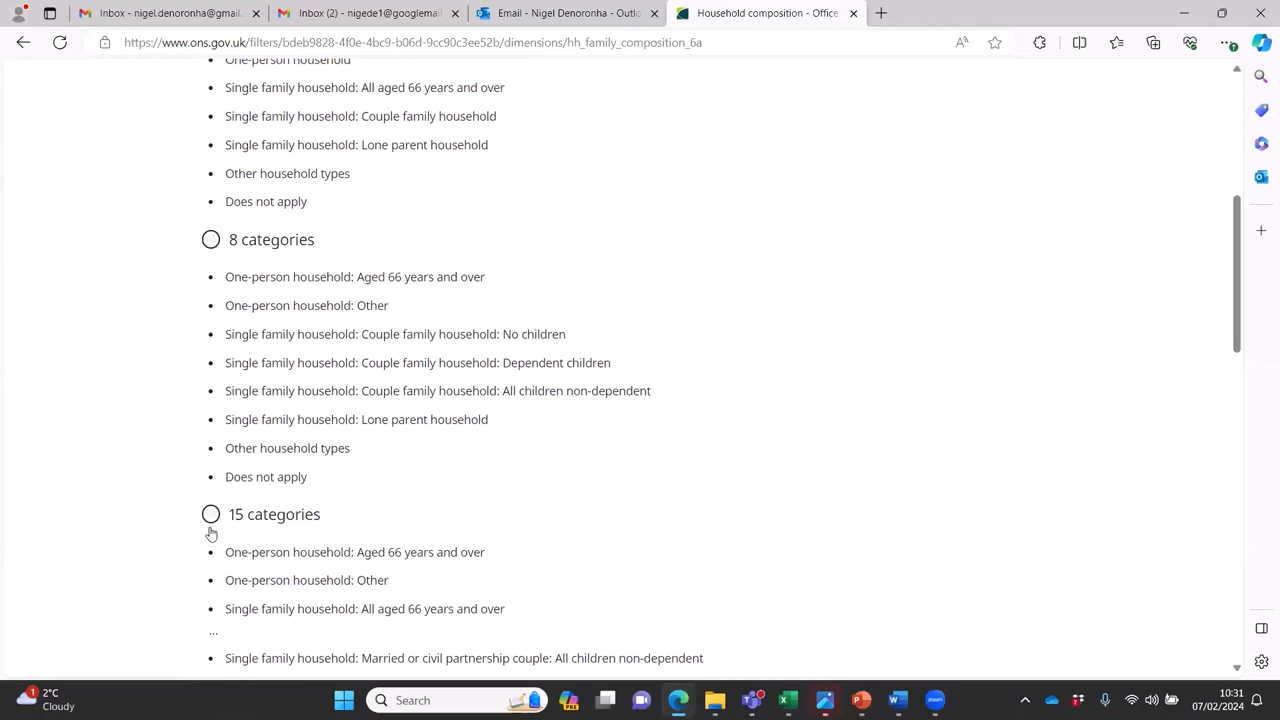 Inbox - nigel.denoronha@gmail.
Inbox (2) - nigede1@googlemail
Email - Nigel Denoronha - Outlo
Household composition - Office
https://www.ons.gov.uk/filters/bdeb9828-4f0e-4bc9-b06d-9cc90c3ee52b/dimensions/hh_family_composition_6a
One-person household
Single family household: All aged 66 years and over
Single family household: Couple family household
Single family household: Lone parent household
Other household types
Does not apply
8 categories
One-person household: Aged 66 years and over
One-person household: Other
Single family household: Couple family household: No children
Single family household: Couple family household: Dependent children
Single family household: Couple family household: All children non-dependent
Single family household: Lone parent household
Other household types
Does not apply
15 categories
One-person household: Aged 66 years and over
One-person household: Other
Single family household: All aged 66 years and over
...
Single family household: Married or civil partnership couple: All children non-dependent
1
2°C
Cloudy
Search
PRE
10:31
07/02/2024